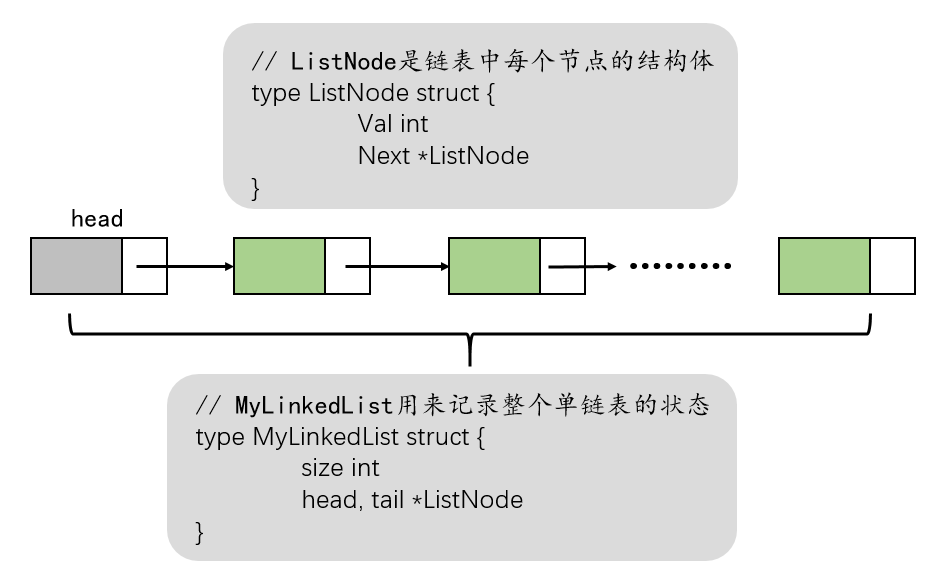 // ListNode是链表中每个节点的结构体
type ListNode struct {
Val int
Next *ListNode
}
head
// MyLinkedList用来记录整个单链表的状态
type MyLinkedList struct {
size int
head, tail *ListNode
}